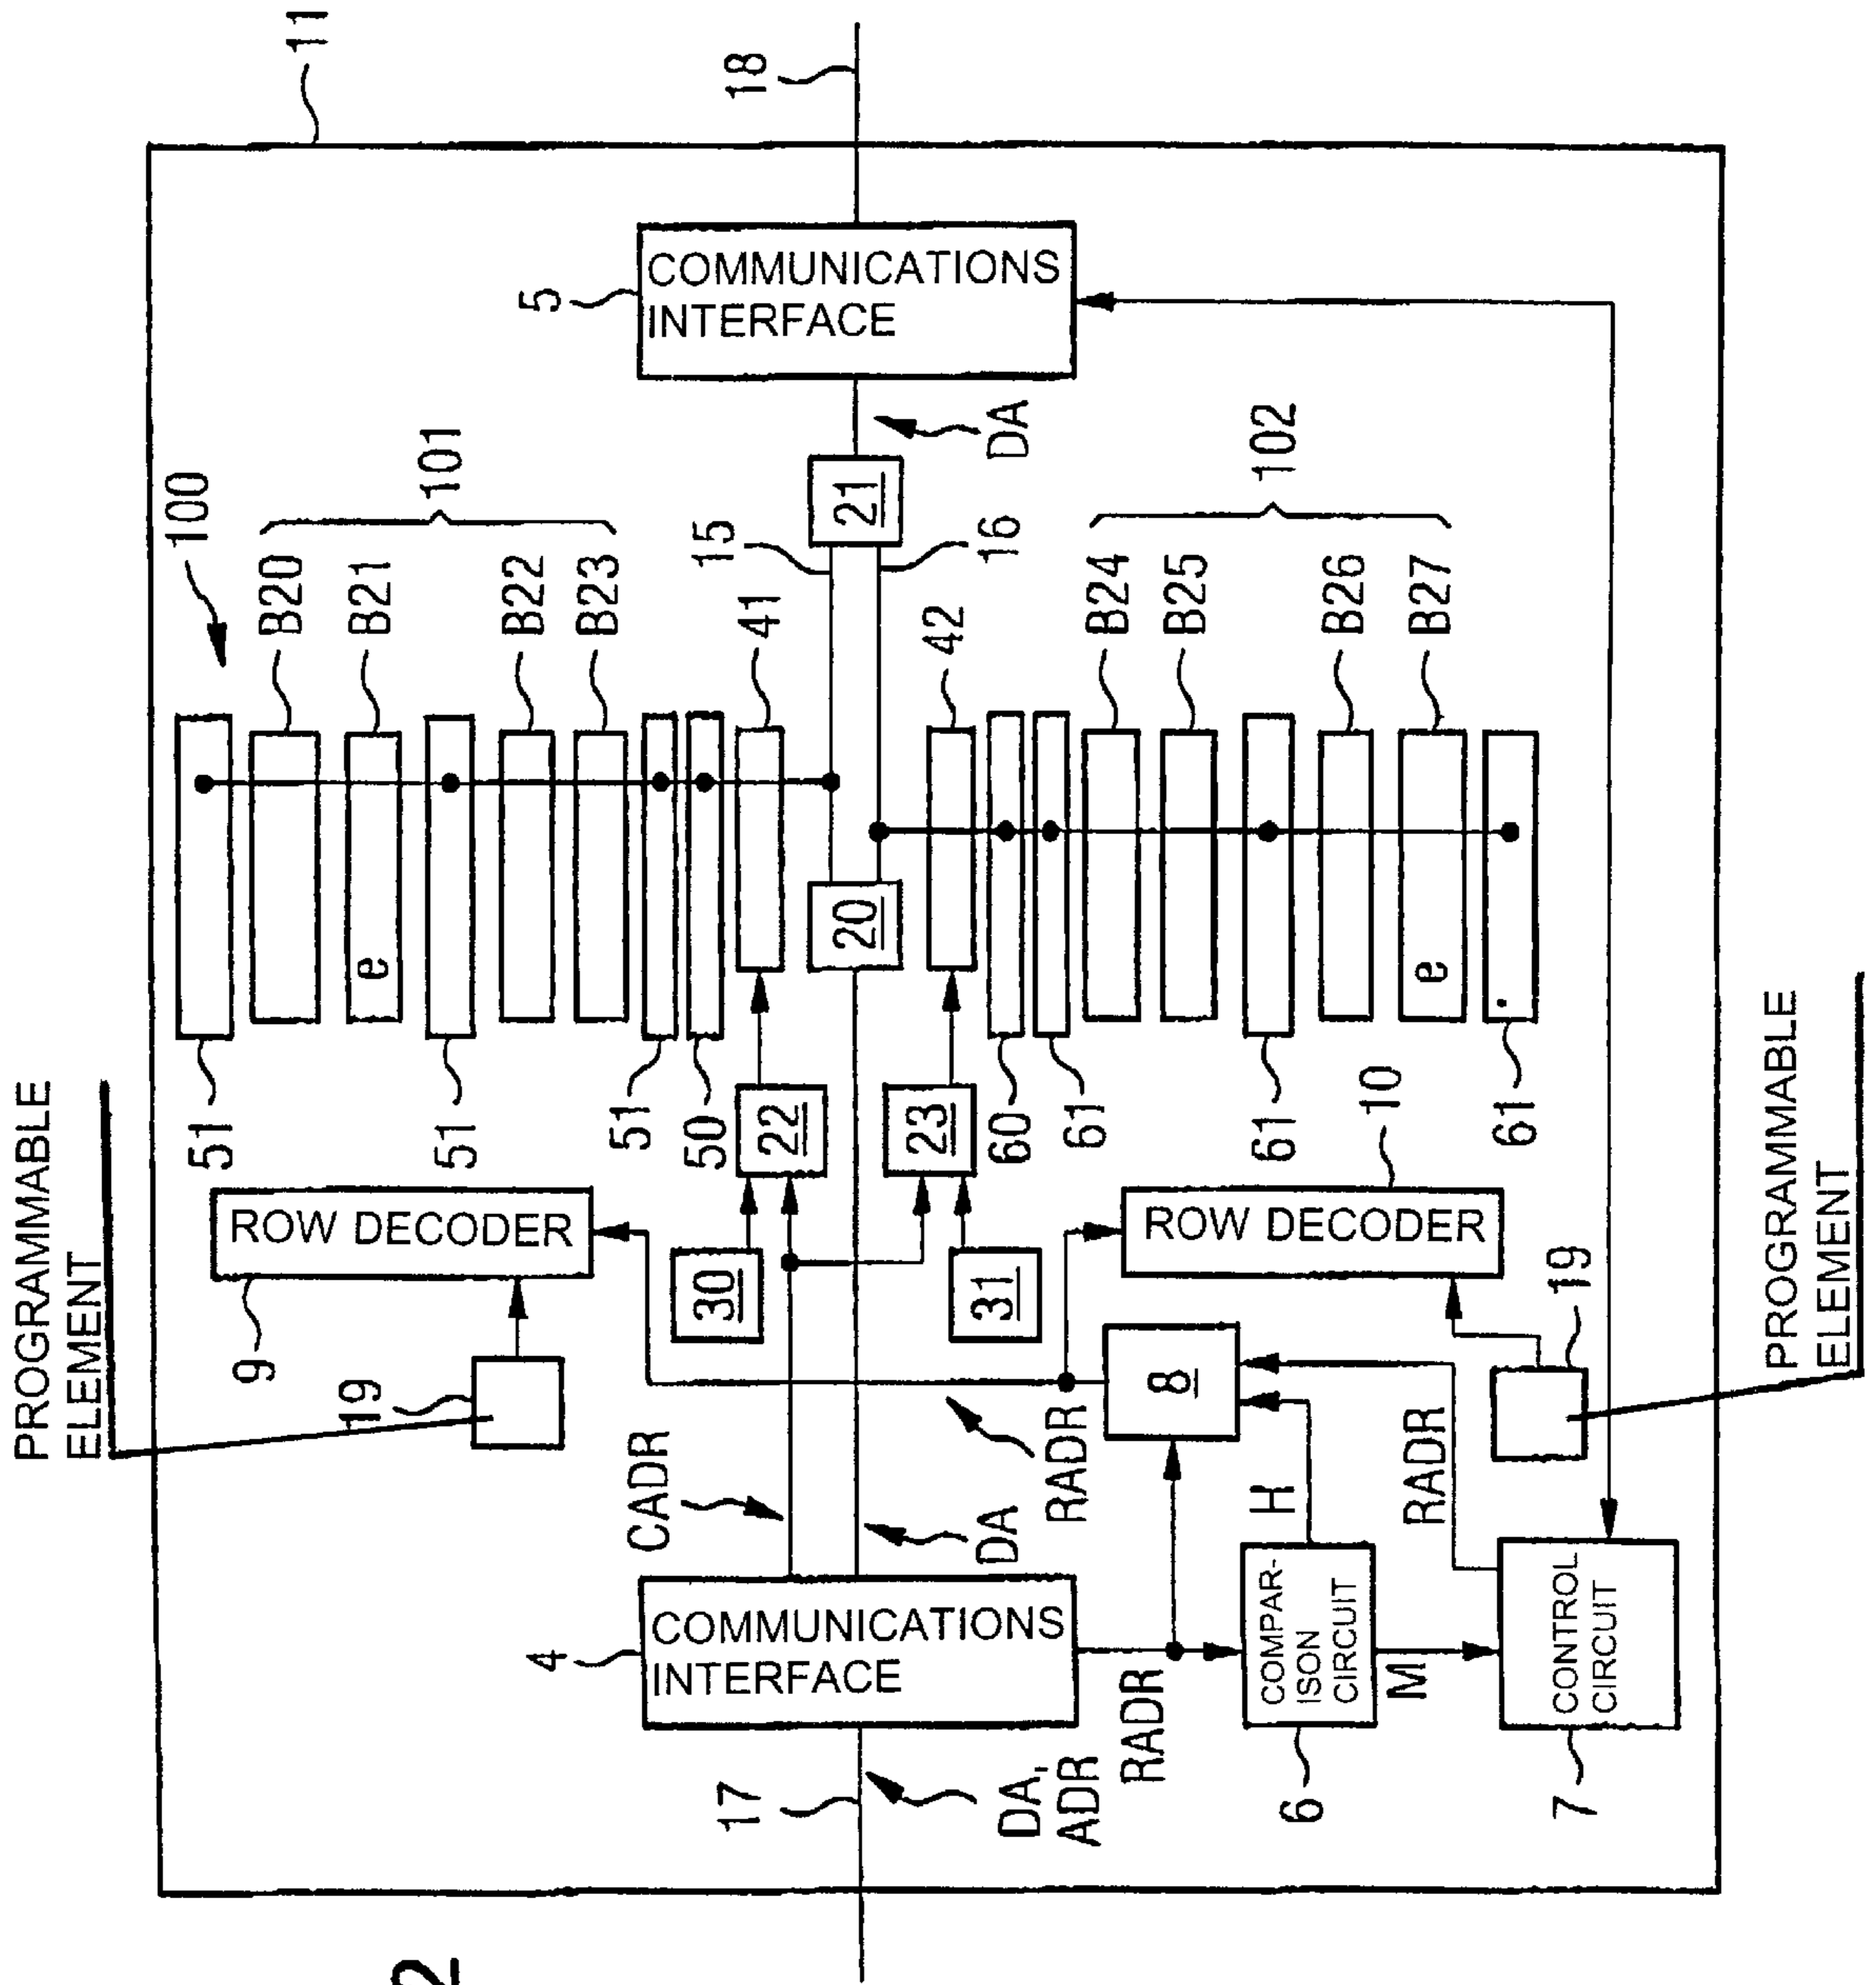 11
18
COMMUNICATIONS
INTERFACE
5
DA
21
15
16
100
101
B20
B21
B22
B23
41
42
102
B24
B25
B26
B27
e
e
20
51
51
51
50
22
23
60
61
61
61
PROGRAMMABLE
ELEMENT
ROW DECODER
9
19
30
31
ROW DECODER
10
19
PROGRAMMABLE
ELEMENT
8
CADR
DA
RADR
H
RADR
COMMUNICATIONS
INTERFACE
4
17
DA,
ADR
RADR
COMPAR-
ISON
CIRCUIT
6
M
CONTROL
CIRCUIT
7
2